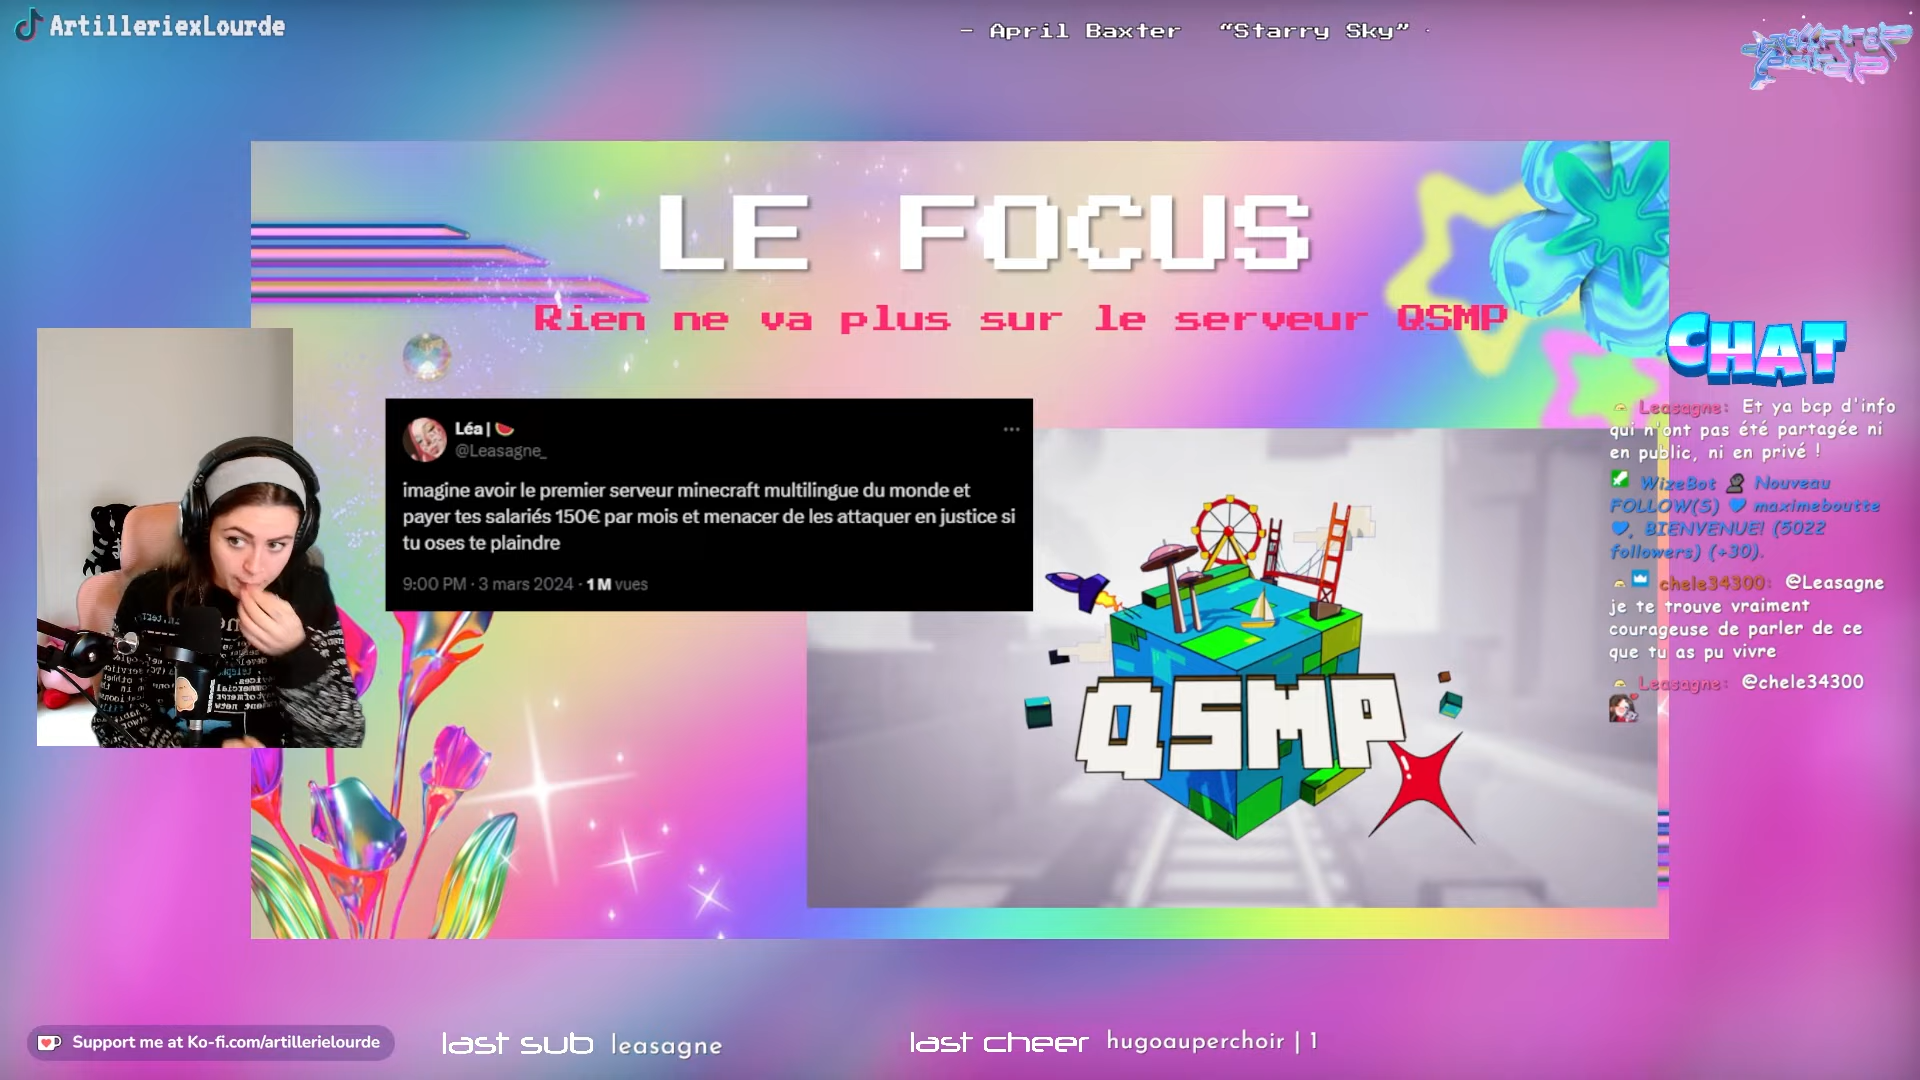 ArtilleriexLourde
- April Baxter “Starry Sky”
LE FOCUS
Rien ne va plus sur le serveur QSMP
Léa |
@Leasagne_
imagine avoir le premier serveur minecraft multilingue du monde et
payer tes salariés 150€ par mois et menacer de les attaquer en justice si
tu oses te plaindre
9:00 PM · 3 mars 2024 · 1 M vues
QSMP
CHAT
Leasagne: Et ya bcp d'info
qui n'ont pas été partagée ni
en public, ni en privé !
WizeBot Nouveau
FOLLOW(S) maximeboutte
, BIENVENUE! (5022
followers) (+30).
chele34300: @Leasagne
je te trouve vraiment
courageuse de parler de ce
que tu as pu vivre
Leasagne: @chele34300
Support me at Ko-fi.com/artillerielourde
last sub leasagne
last cheer hugoauperchoir | 1